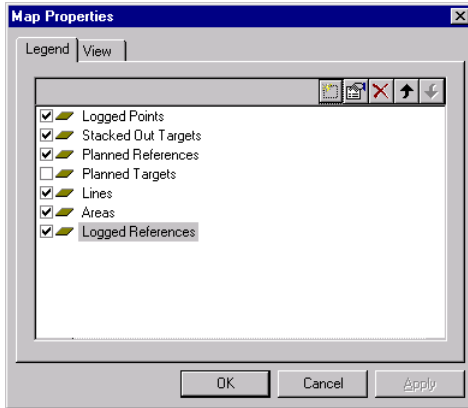 Map Properties
Legend View
Logged Points
Stacked Out Targets
Planned References
Planned Targets
Lines
Areas
Logged References
OK Cancel Apply